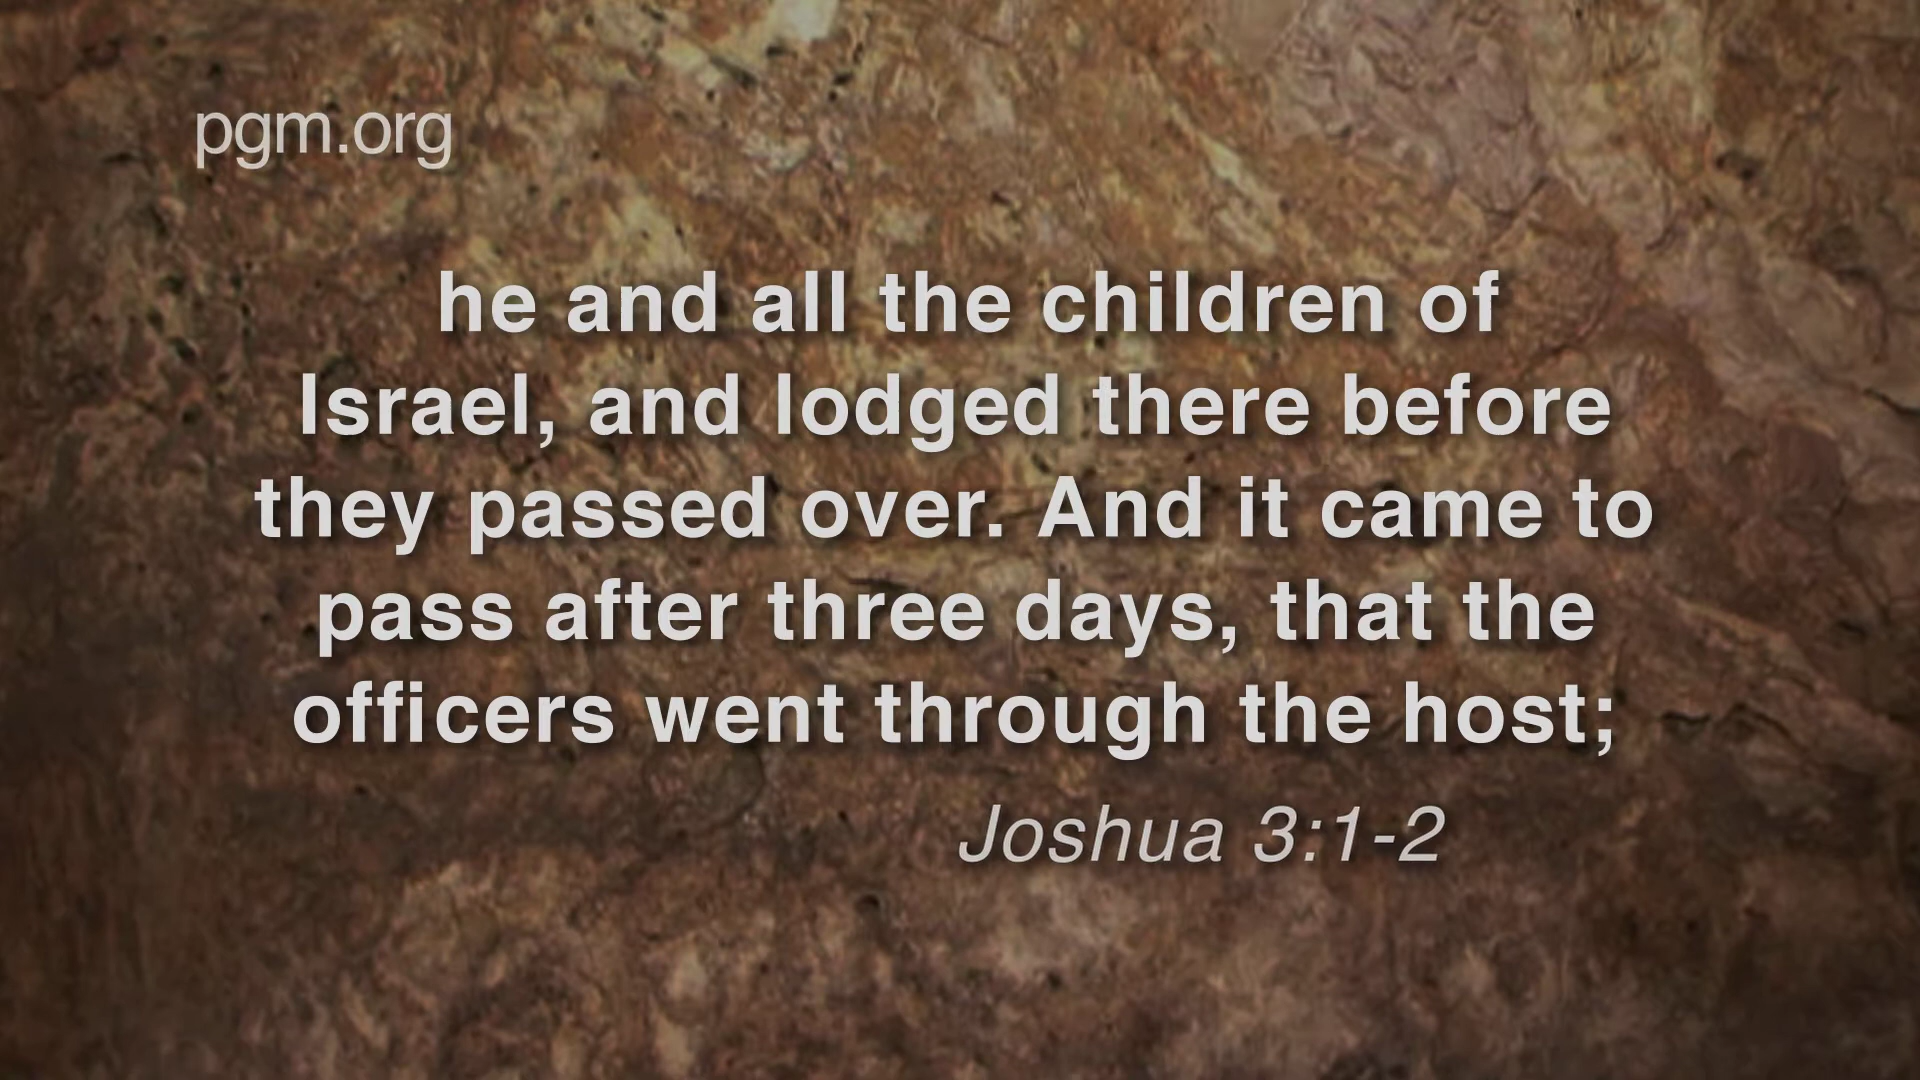 pgm.org
he and all the children of
Israel, and lodged there before
they passed over. And it came to
pass after three days, that the
officers went through the host;
Joshua 3:1-2